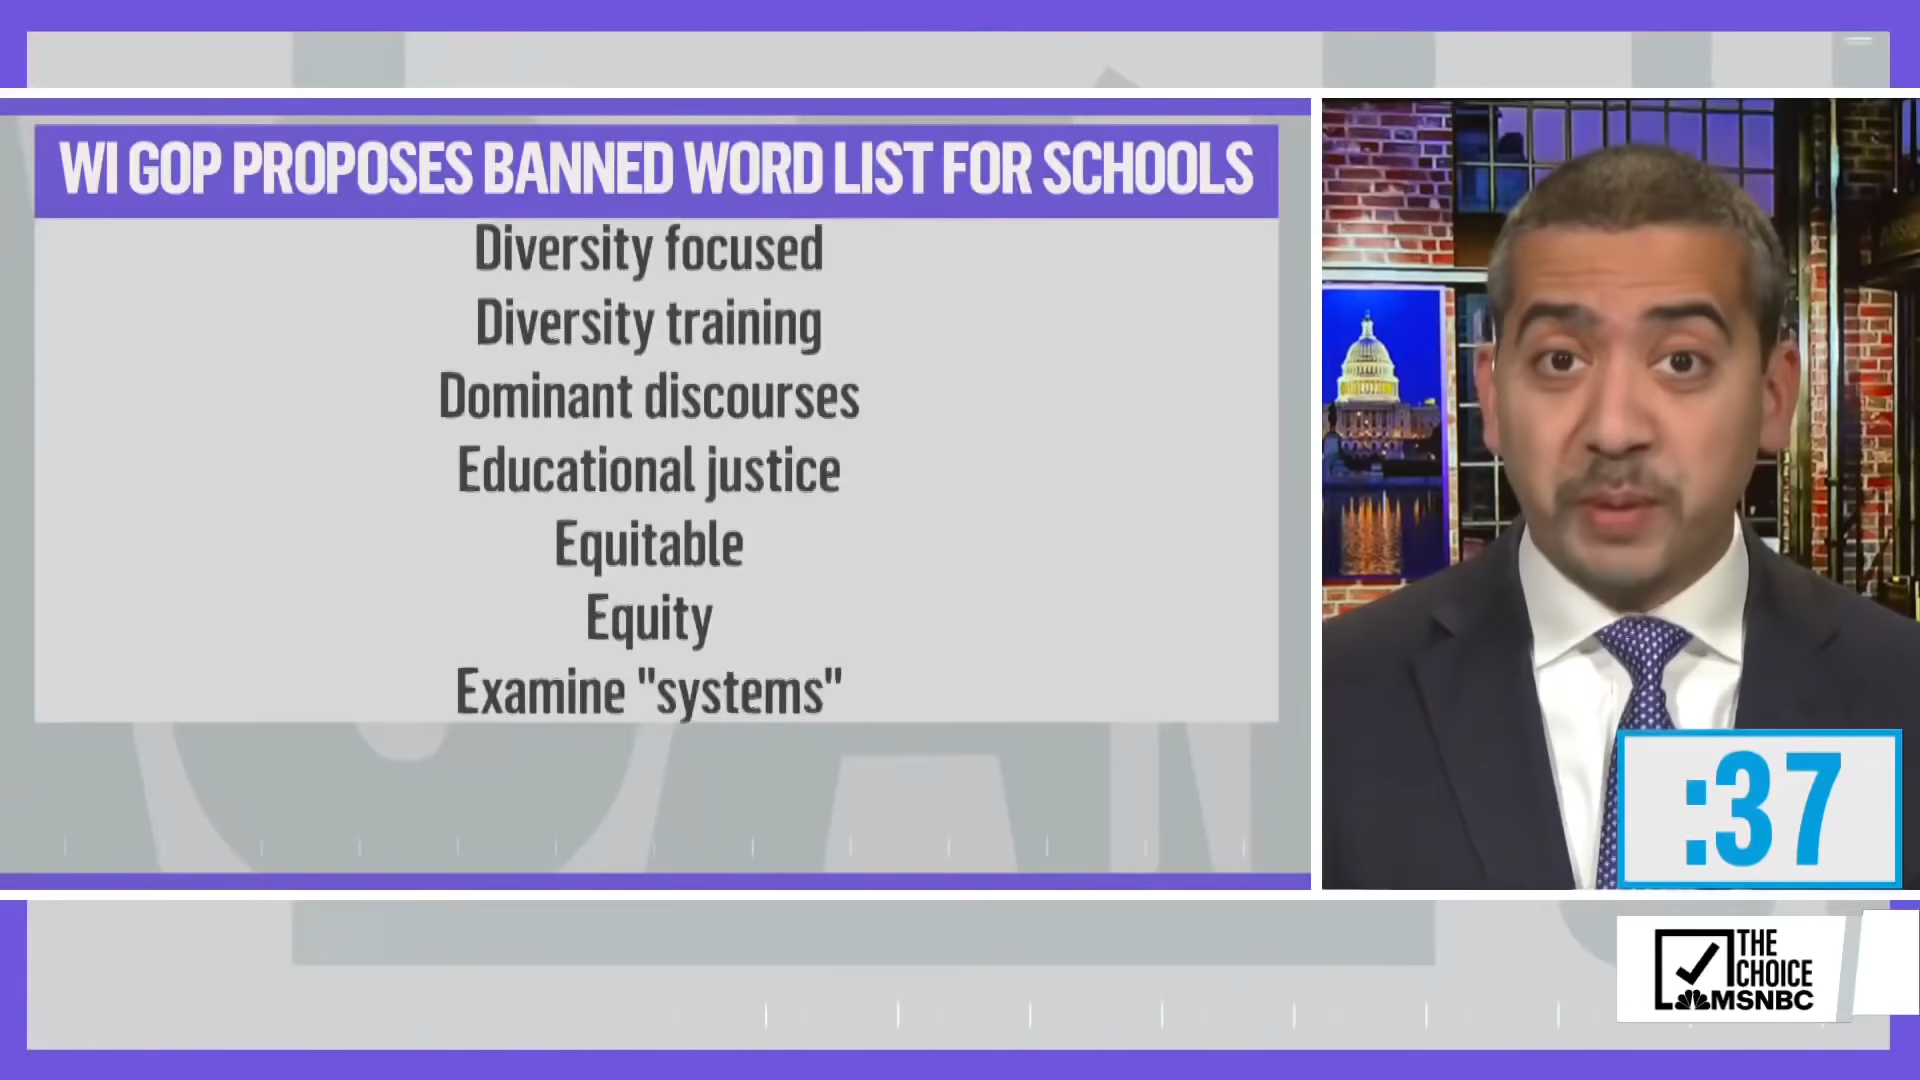 WI GOP PROPOSES BANNED WORD LIST FOR SCHOOLS
Diversity focused
Diversity training
Dominant discourses
Educational justice
Equitable
Equity
Examine "systems"
:37
THE
CHOICE
MSNBC